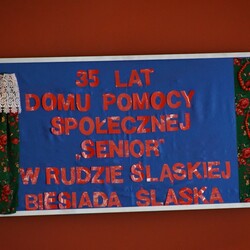 35 LAT
DOMU POMOCY
SPOŁECZNEJ
„SENIOR”
W RUDZIE ŚLĄSKIEJ
BIESIADA ŚLĄSKA